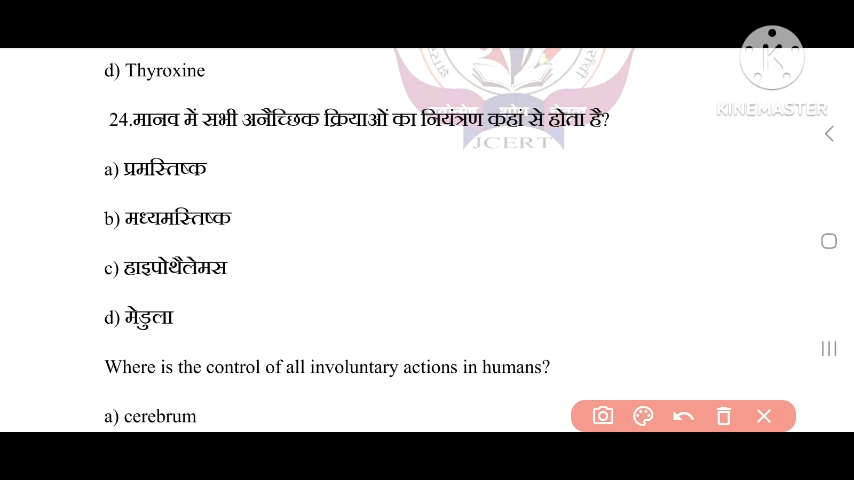 d) Thyroxine
KINEMASTER
24.मानव में सभी अनैच्छिक क्रियाओं का नियंत्रण कहां से होता है?
JCERT
a) प्रमस्तिष्क
b) मध्यमस्तिष्क
c) हाइपोथैलेमस
d) मेडुला
Where is the control of all involuntary actions in humans?
a) cerebrum